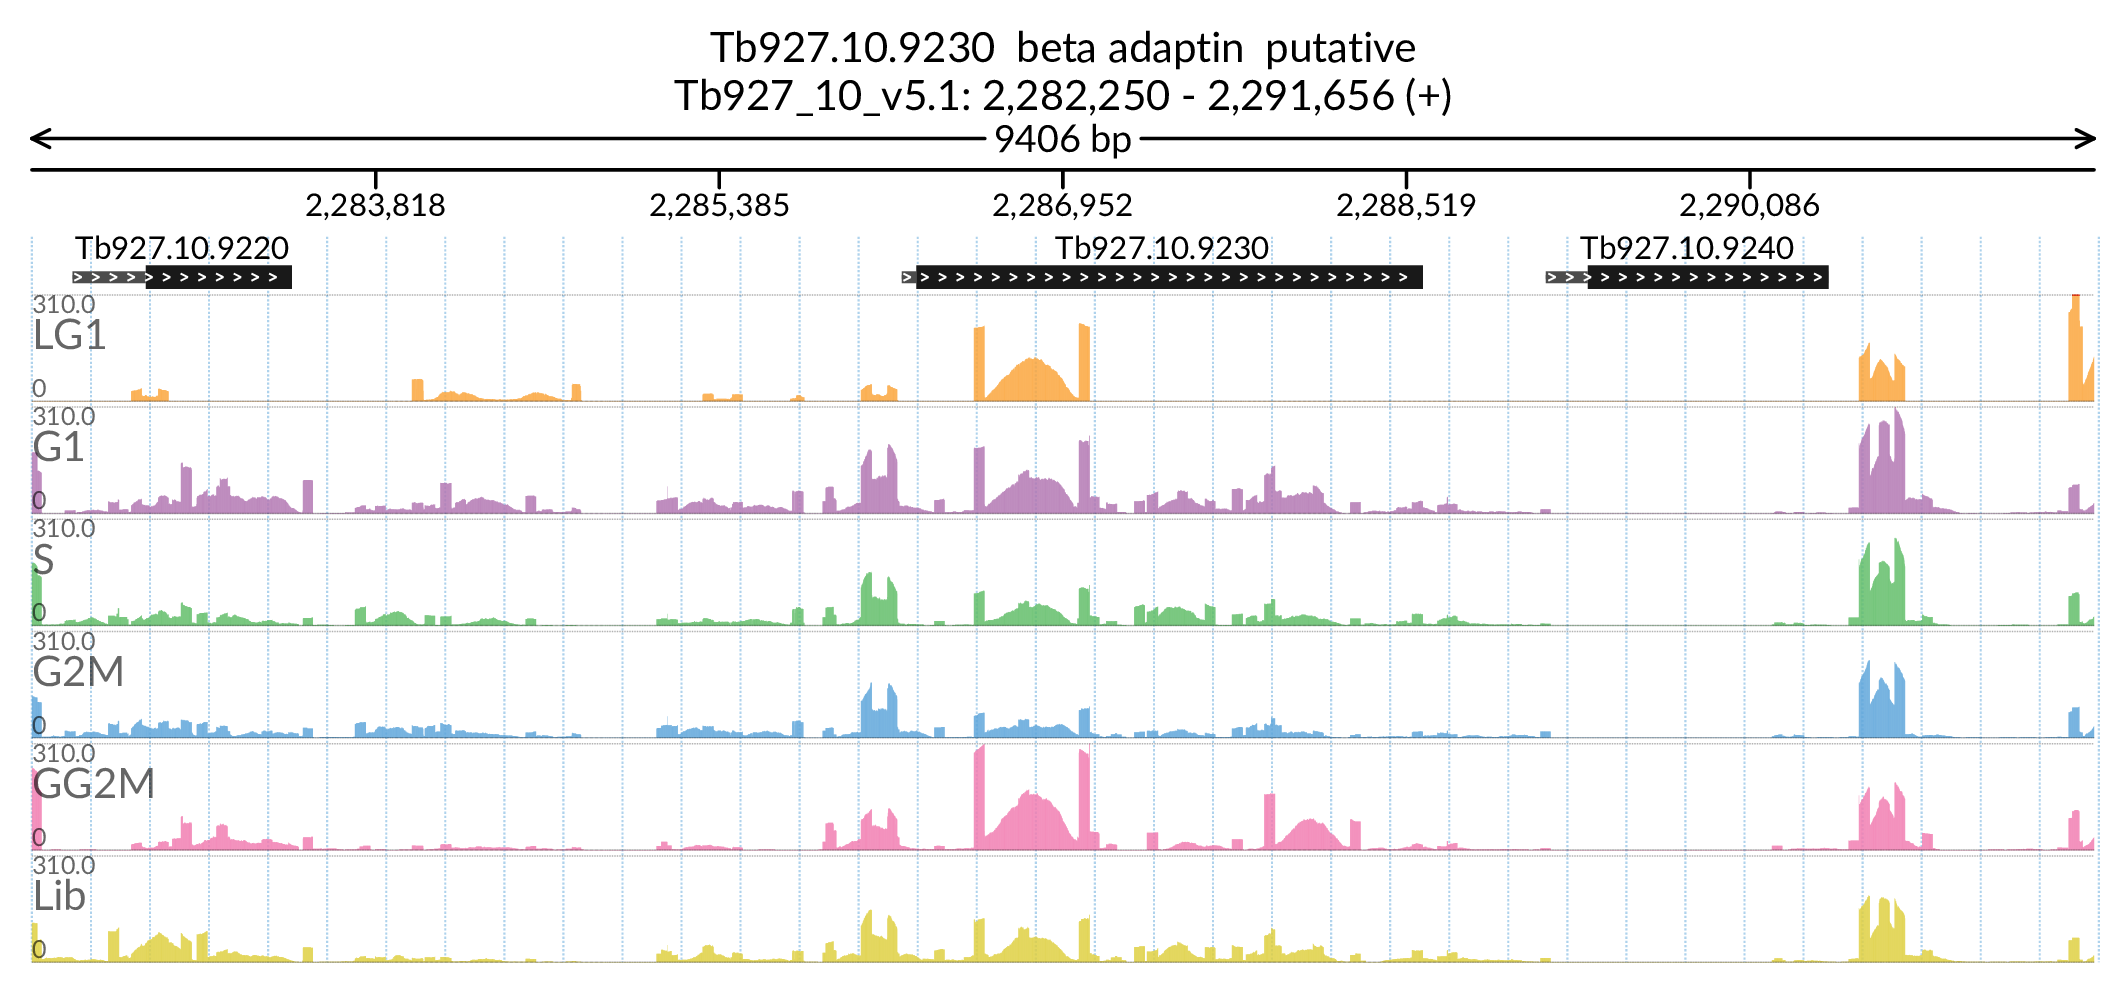 Tb927.10.9230  beta adaptin  putative
Tb927_10_v5.1: 2,282,250 - 2,291,656 (+)
9406 bp
2,283,818 2,285,385 2,286,952 2,288,519 2,290,086
Tb927.10.9220 Tb927.10.9230 Tb927.10.9240
310.0
LG1
0
310.0
G1
0
310.0
S
0
310.0
G2M
0
310.0
GG2M
0
310.0
Lib
0